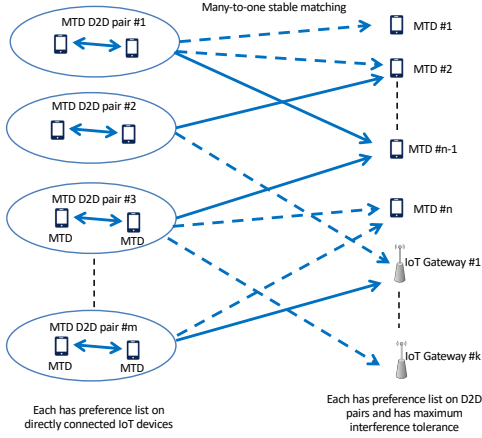 Many-to-one stable matching
MTD D2D pair #1
MTD #1
MTD #2
MTD D2D pair #2
MTD #n-1
MTD D2D pair #3
MTD
MTD
MTD #n
IoT Gateway #1
MTD D2D pair #m
MTD
MTD
IoT Gateway #k
Each has preference list on
directly connected IoT devices
Each has preference list on D2D
pairs and has maximum
interference tolerance